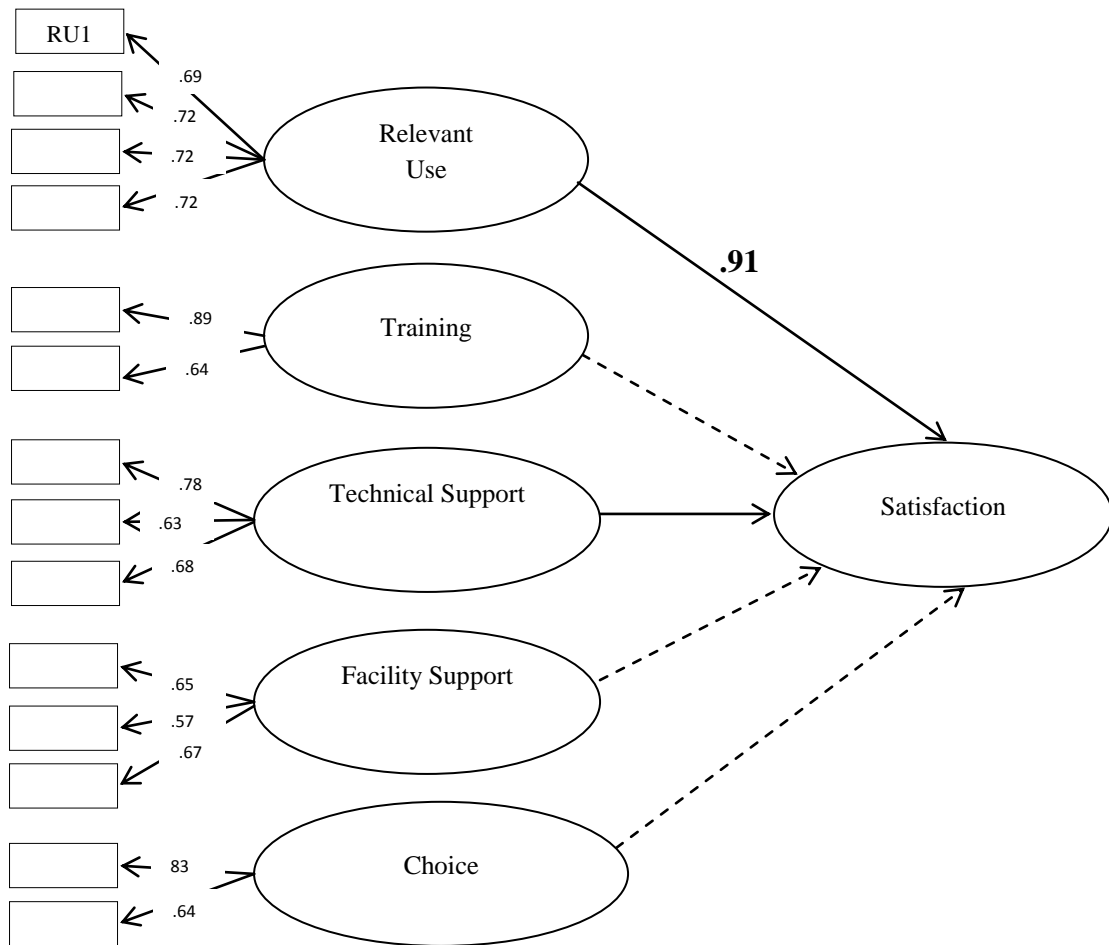 RU1
.69
.72
.72
.72
Relevant
Use
.91
.89
.64
Training
.78
.63
.68
Technical Support
Satisfaction
.65
.57
.67
Facility Support
83
.64
Choice